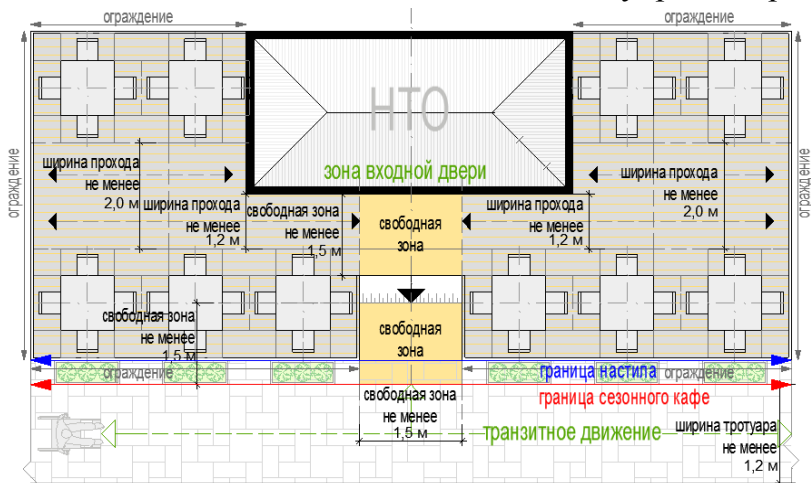 ограждение
ограждение
НТО
ограждение
ограждение
зона входной двери
ширина прохода
не менее
2,0 м
ширина прохода
не менее
2,0 м
ширина прохода
не менее
1,2 м
свободная зона
не менее
1,5 м
свободная
зона
ширина прохода
не менее
1,2 м
свободная зона
не менее
1,5 м
свободная
зона
граница настила
ограждение
ограждение
граница сезонного кафе
свободная зона
не менее
1,5 м
транзитное движение
ширина тротуара
не менее
1,2 м